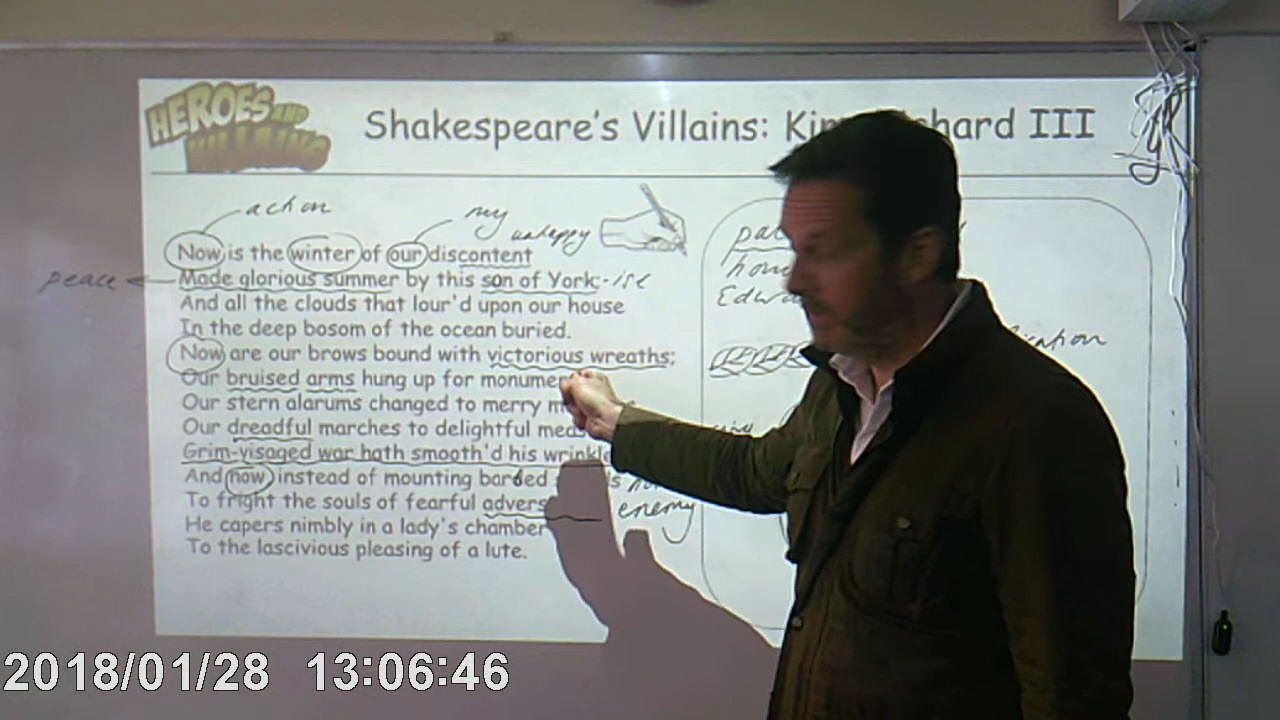 HEROES AND
VILLAINS
Shakespeare's Villains: King Richard III
action
my
unhappy
Now is the winter of our discontent
peace
Made glorious summer by this son of York; -ise
And all the clouds that lour'd upon our house
In the deep bosom of the ocean buried.
Now are our brows bound with victorious wreaths;
Our bruised arms hung up for
Our stern alarums changed to merry
Our dreadful marches to delightful
Grim-visaged war hath smooth'd his
And now instead of mounting barbed
To fright the souls of fearful
enemy
He capers nimbly in a lady's chamber
To the lascivious pleasing of a lute.
2018/01/28 13:06:46